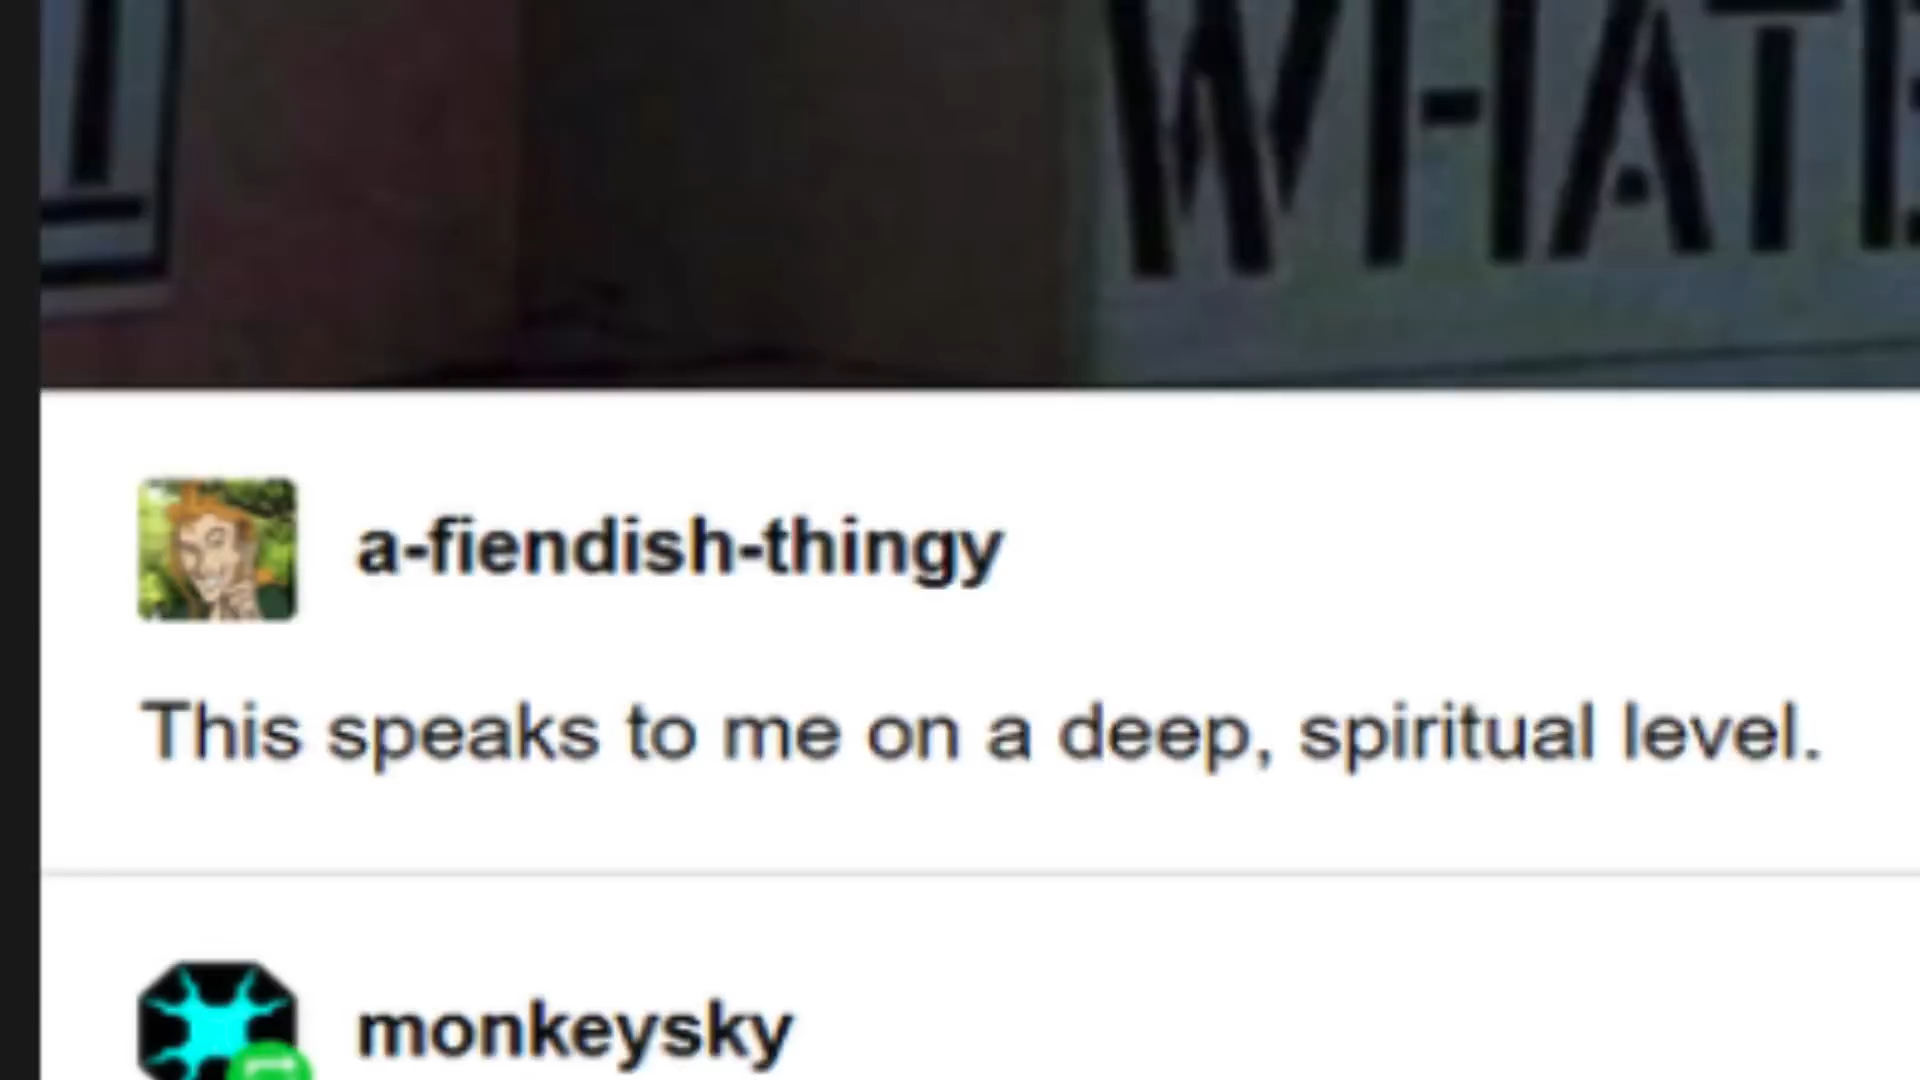 WHATE
a-fiendish-thingy
This speaks to me on a deep, spiritual level.
monkeysky